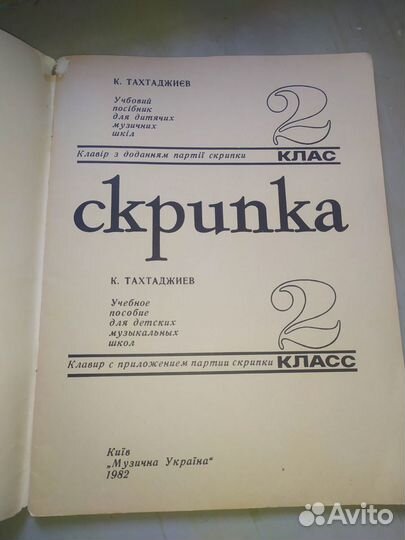 К. ТАХТАДЖИЄВ
Учбовий
посібник
для дитячих
музичних
шкіл
2
Клавір з доданням партії скрипки КЛАС
скрипка
К. ТАХТАДЖИЕВ
Учебное
пособие
для детских
музыкальных
школ
2
Клавир с приложением партии скрипки КЛАСС
Київ
„Музична Україна"
1982
Avito